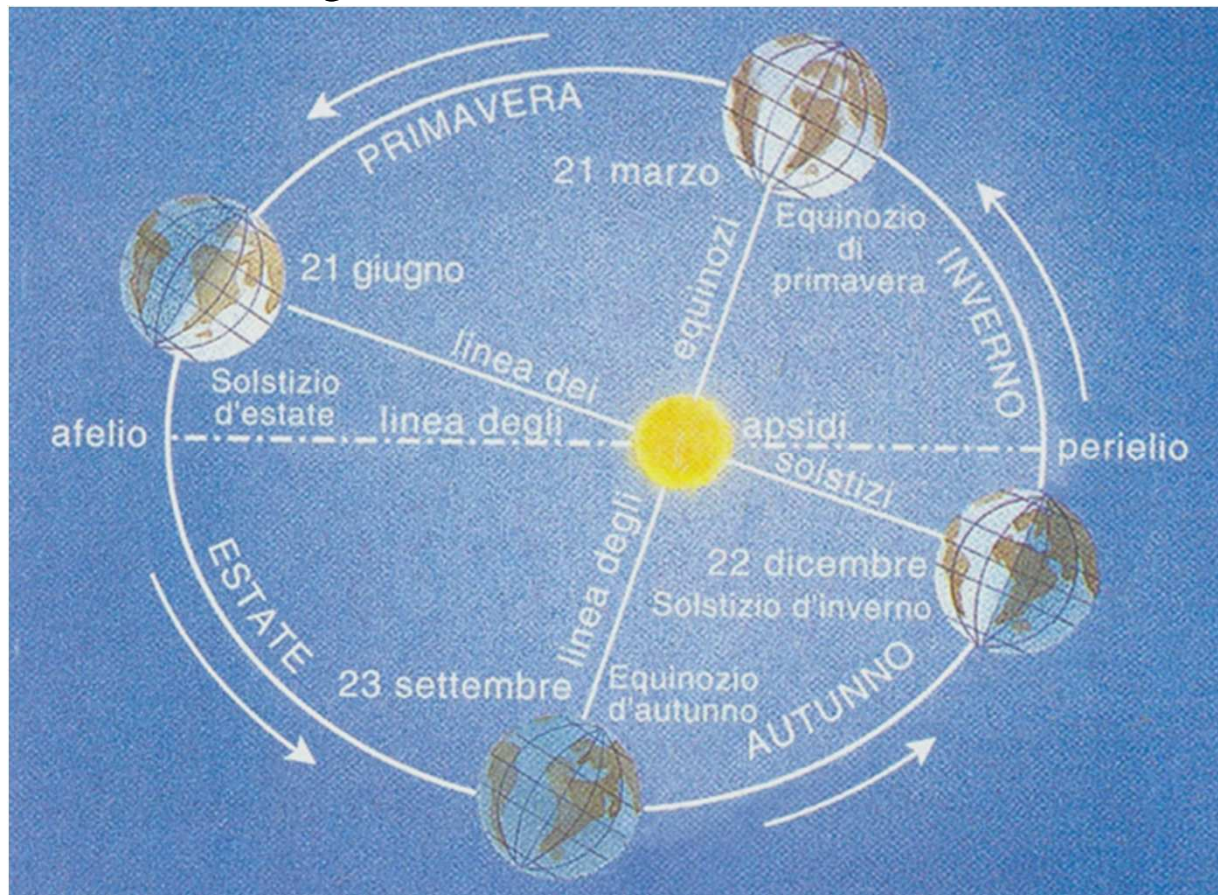 PRIMAVERA
21 marzo
Equinozio
di
primavera
INVERNO
21 giugno
Solstizio
d'estate
linea dei
solstizi
equinozi
afelio
linea degli
apsidi
perielio
ESTATE
linea degli
22 dicembre
Solstizio d'inverno
23 settembre
Equinozio
d'autunno
AUTUNNO